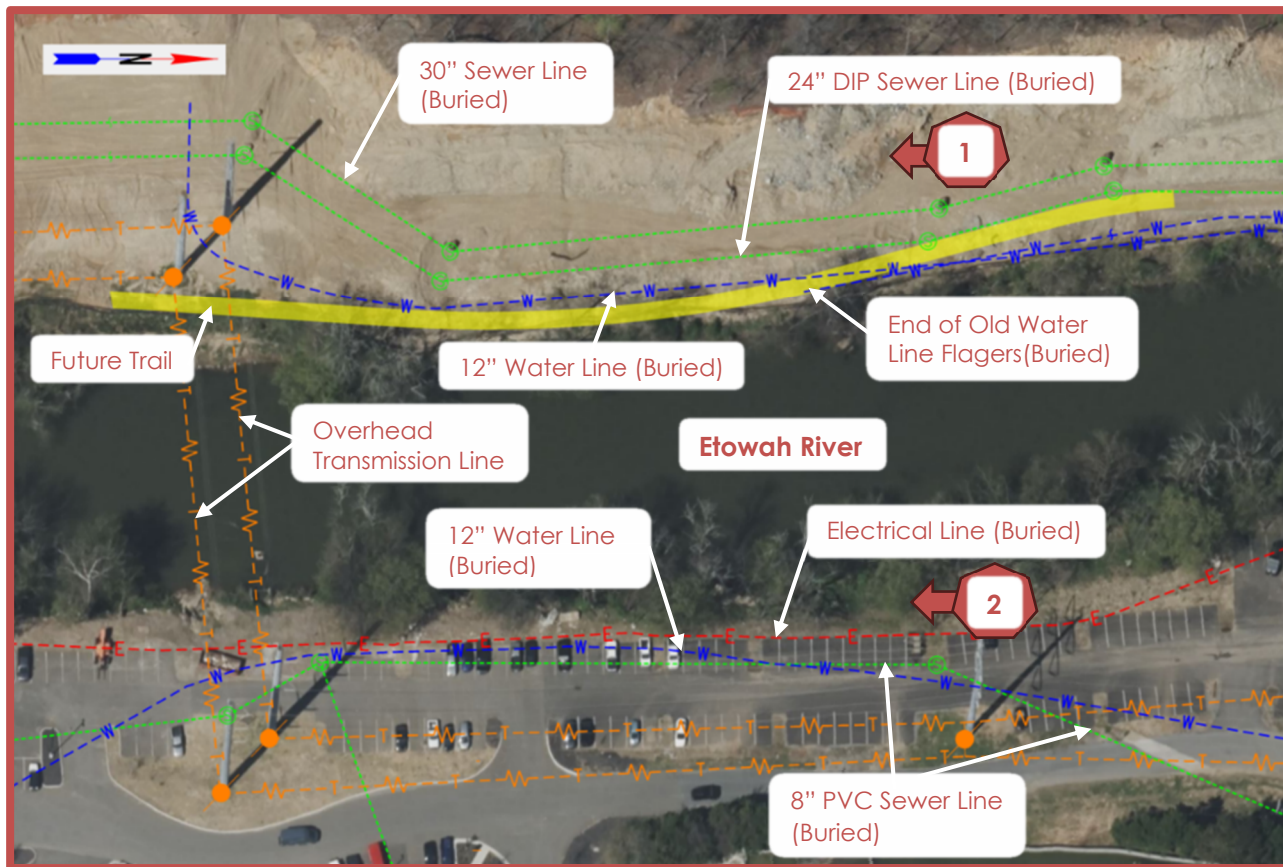 N
30” Sewer Line
(Buried)
24” DIP Sewer Line (Buried)
1
Future Trail
12” Water Line (Buried)
End of Old Water
Line Flagers(Buried)
Overhead
Transmission Line
Etowah River
12” Water Line
(Buried)
Electrical Line (Buried)
2
8” PVC Sewer Line
(Buried)
W W W W W W W W W W
T T T T
E E E E E E E
W W W W W W W W
T T T T T T T T